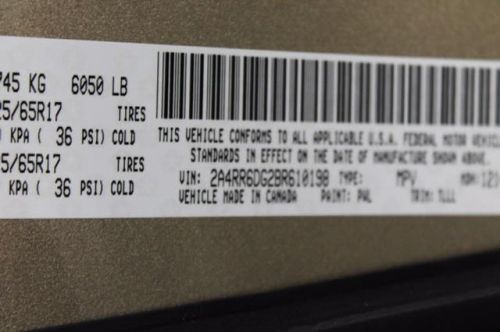 745 KG 6050 LB
25/65R17 TIRES
KPA ( 36 PSI) COLD
25/65R17 TIRES
KPA ( 36 PSI) COLD
THIS VEHICLE CONFORMS TO ALL APPLICABLE U.S.A. FEDERAL MOTOR
STANDARDS IN EFFECT ON THE DATE OF MANUFACTURE SHOWN ABOVE.
VIN: 2A4RR6DG2BR610198 TYPE: MPV MDH:
VEHICLE MADE IN CANADA PAINT: PAL TRIM: TLLL